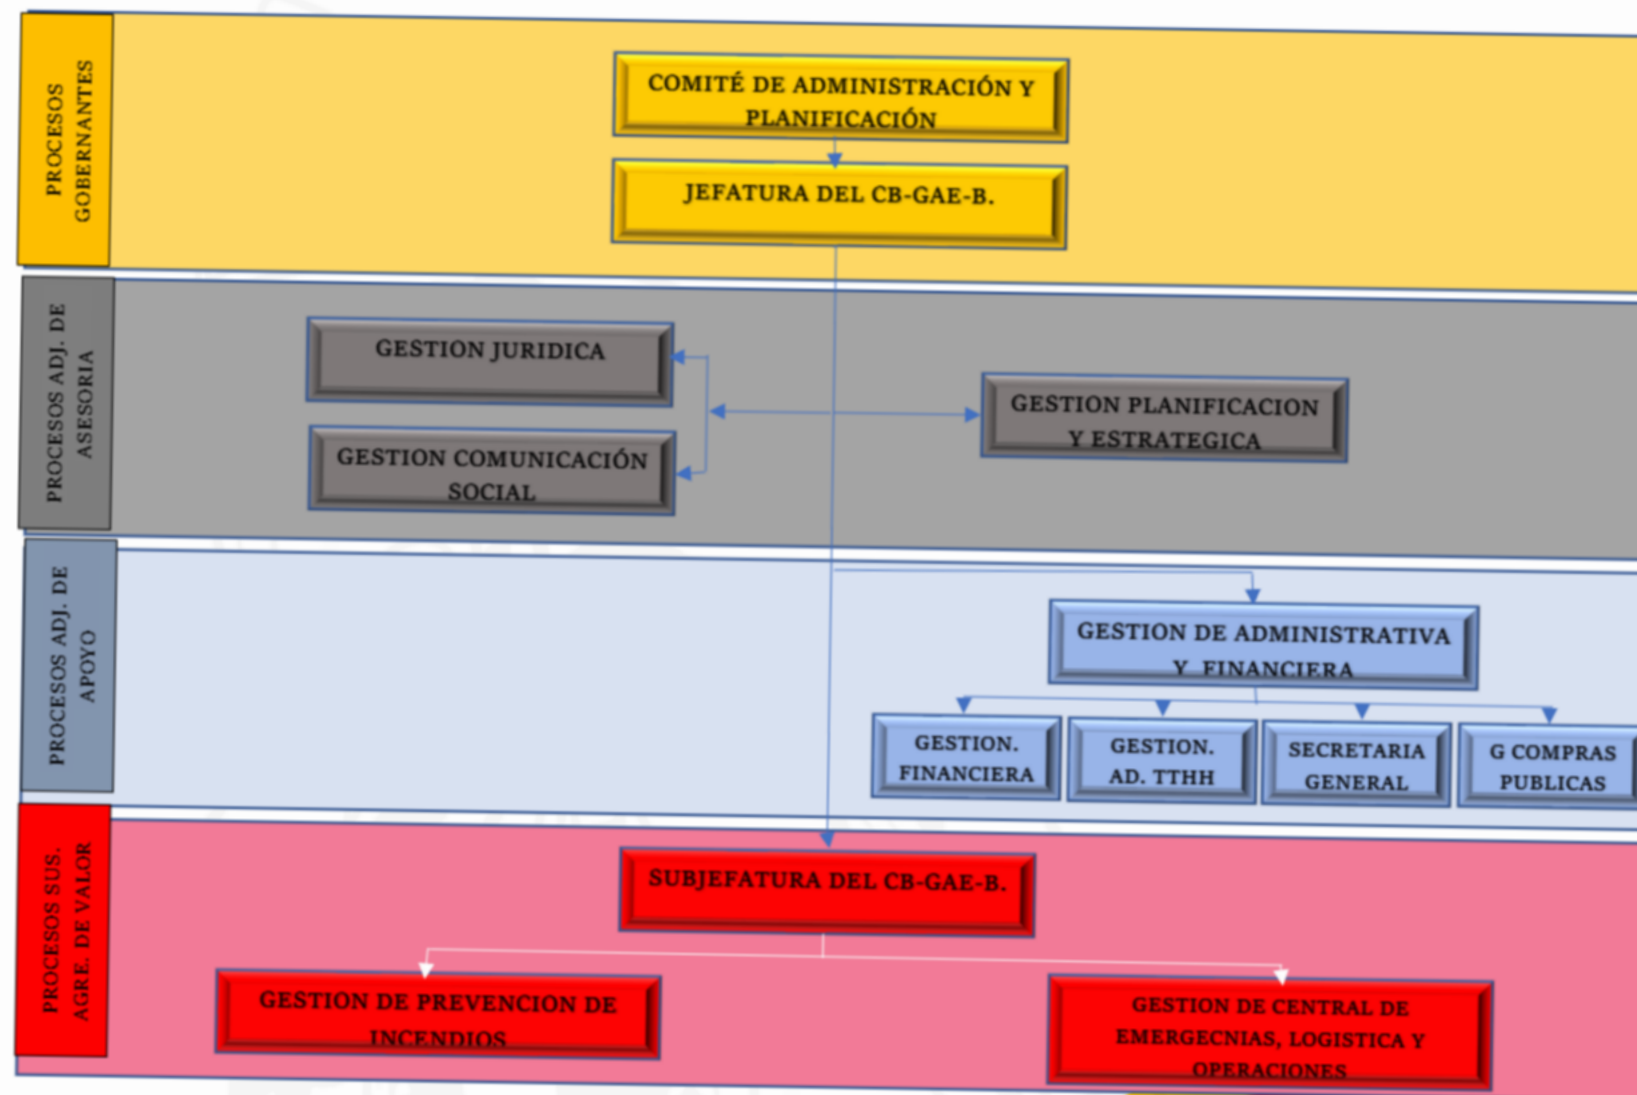 PROCESOS
GOBERNANTES
COMITÉ DE ADMINISTRACIÓN Y
PLANIFICACIÓN
JEFATURA DEL CB-GAE-B.
PROCESOS ADJ. DE
ASESORIA
GESTION JURIDICA
GESTION COMUNICACIÓN
SOCIAL
GESTION PLANIFICACION
Y ESTRATEGICA
PROCESOS ADJ. DE
APOYO
GESTION DE ADMINISTRATIVA
Y FINANCIERA
GESTION.
FINANCIERA
GESTION.
AD. TTHH
SECRETARIA
GENERAL
G COMPRAS
PUBLICAS
PROCESOS SUS.
AGRE. DE VALOR
SUBJEFATURA DEL CB-GAE-B.
GESTION DE PREVENCION DE
INCENDIOS
GESTION DE CENTRAL DE
EMERGECNIAS, LOGISTICA Y
OPERACIONES